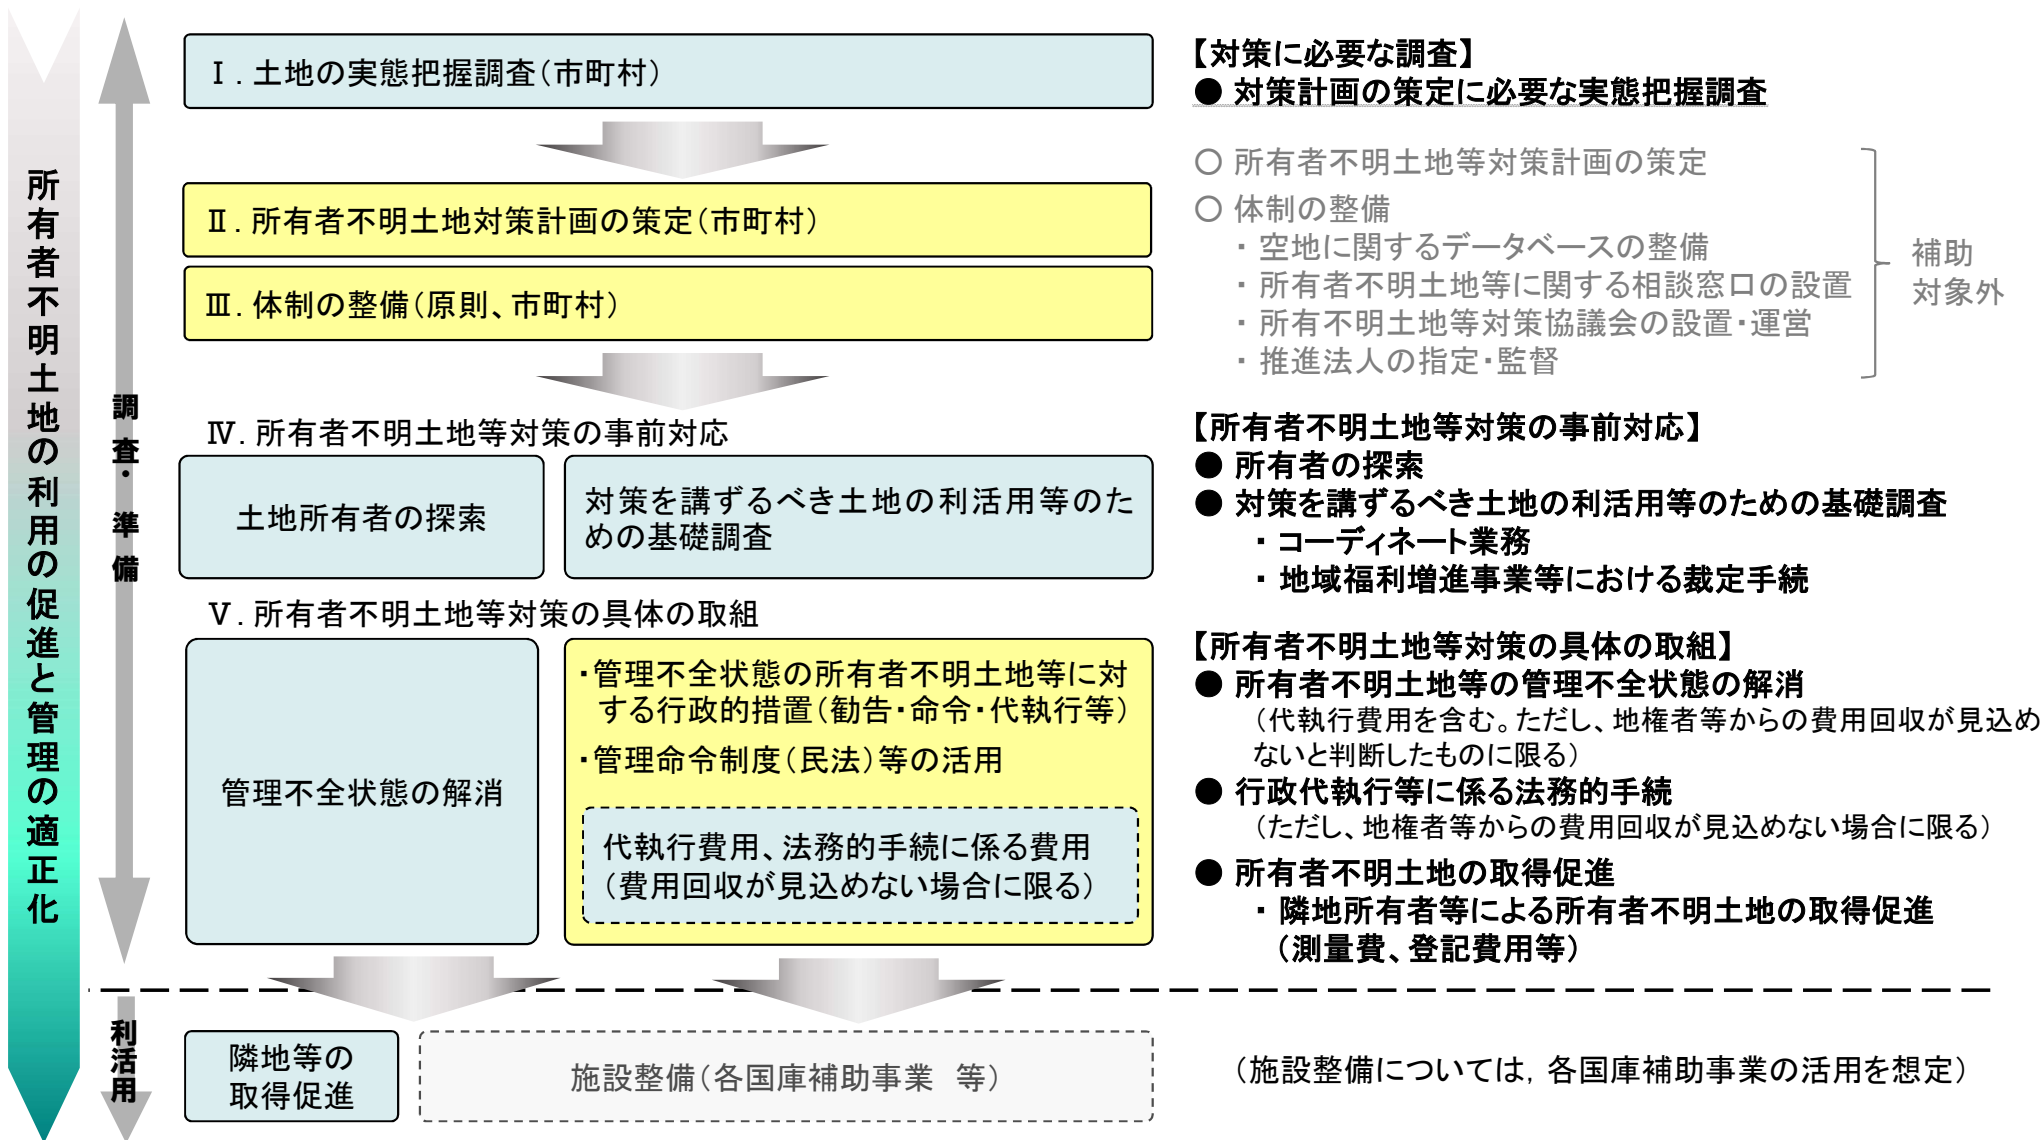 所有者不明土地の利用の促進と管理の適正化
調査・準備
Ⅰ．土地の実態把握調査（市町村）
Ⅱ．所有者不明土地対策計画の策定（市町村）
Ⅲ．体制の整備（原則、市町村）
Ⅳ．所有者不明土地等対策の事前対応
土地所有者の探索
対策を講ずるべき土地の利活用等のた
めの基礎調査
Ⅴ．所有者不明土地等対策の具体の取組
管理不全状態の解消
・管理不全状態の所有者不明土地等に対
する行政的措置（勧告・命令・代執行等）
・管理命令制度（民法）等の活用
代執行費用、法務的手続に係る費用
（費用回収が見込めない場合に限る）
利活用
隣地等の
取得促進
施設整備（各国庫補助事業　等）
【対策に必要な調査】
● 対策計画の策定に必要な実態把握調査
○ 所有者不明土地等対策計画の策定
○ 体制の整備
・ 空地に関するデータベースの整備
・ 所有者不明土地等に関する相談窓口の設置
・ 所有不明土地等対策協議会の設置・運営
・ 推進法人の指定・監督
補助
対象外
【所有者不明土地等対策の事前対応】
● 所有者の探索
● 対策を講ずるべき土地の利活用等のための基礎調査
・ コーディネート業務
・ 地域福利増進事業等における裁定手続
【所有者不明土地等対策の具体の取組】
● 所有者不明土地等の管理不全状態の解消
（代執行費用を含む。ただし、地権者等からの費用回収が見込め
ないと判断したものに限る）
● 行政代執行等に係る法務的手続
（ただし、地権者等からの費用回収が見込めない場合に限る）
● 所有者不明土地の取得促進
・ 隣地所有者等による所有者不明土地の取得促進
（測量費、登記費用等）
（施設整備については，各国庫補助事業の活用を想定）